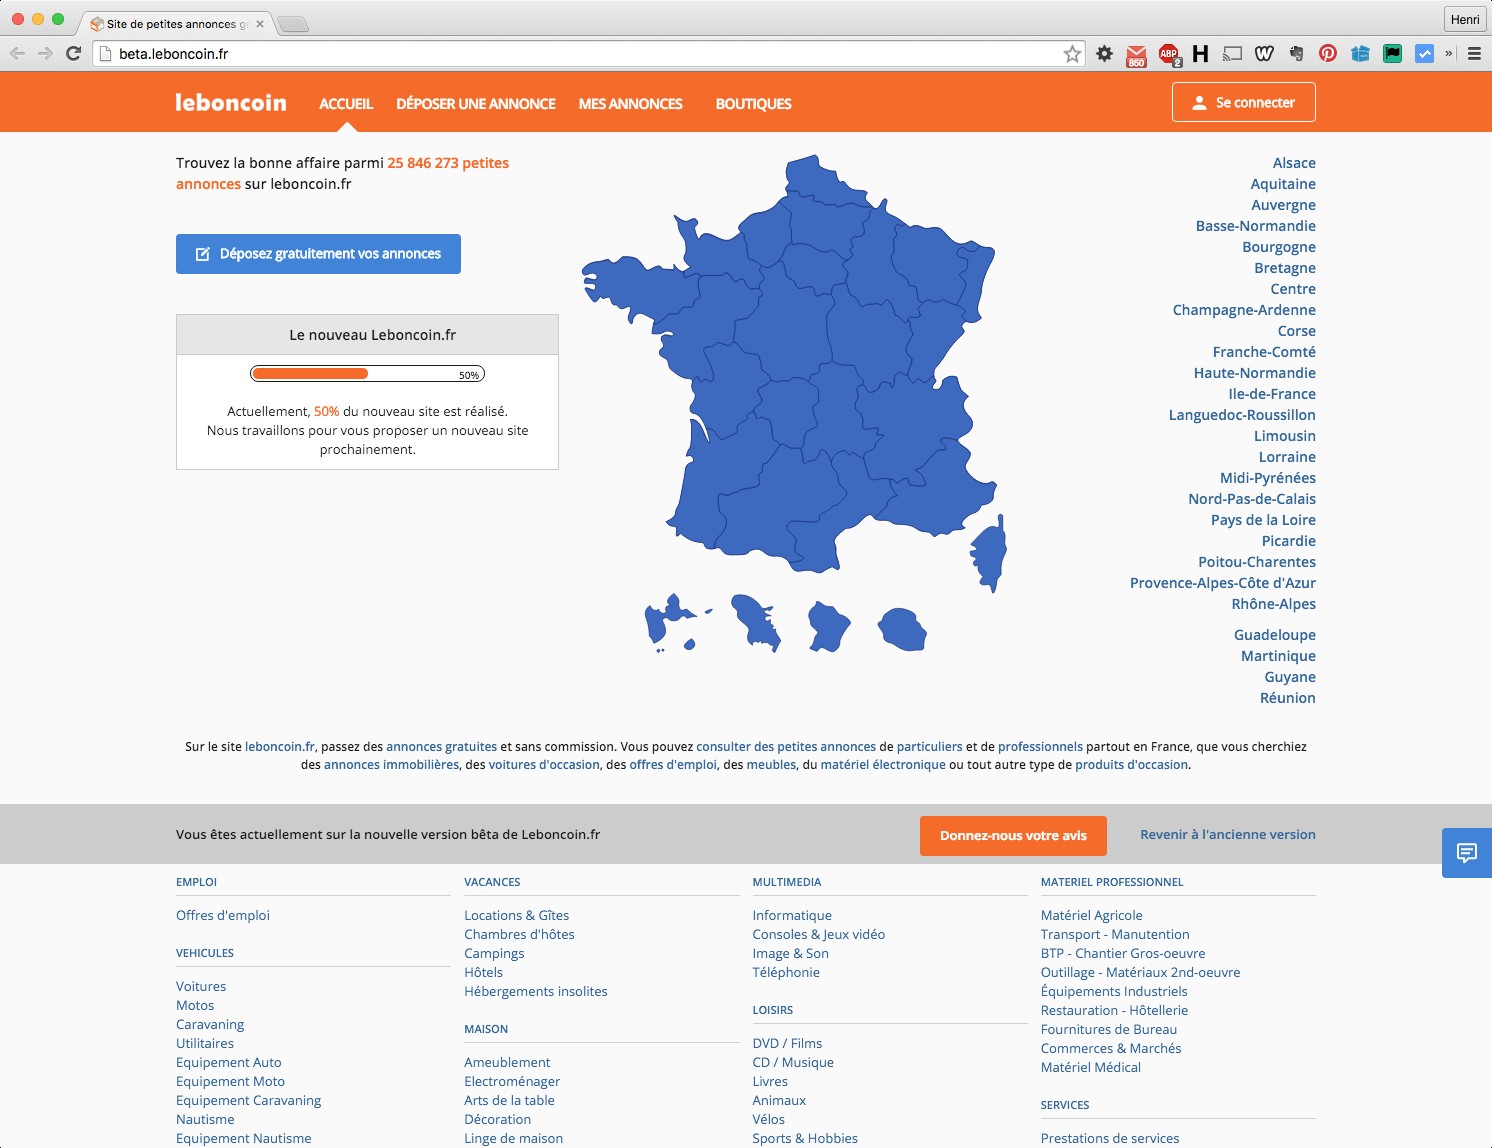 Site de petites annonces gr
Henri
beta.leboncoin.fr
850
ABP
2
H
W
»
leboncoin
ACCUEIL
DÉPOSER UNE ANNONCE
MES ANNONCES
BOUTIQUES
Se connecter
Trouvez la bonne affaire parmi 25 846 273 petites
annonces sur leboncoin.fr
Déposez gratuitement vos annonces
Le nouveau Leboncoin.fr
50%
Actuellement, 50% du nouveau site est réalisé.
Nous travaillons pour vous proposer un nouveau site
prochainement.
Alsace
Aquitaine
Auvergne
Basse-Normandie
Bourgogne
Bretagne
Centre
Champagne-Ardenne
Corse
Franche-Comté
Haute-Normandie
Ile-de-France
Languedoc-Roussillon
Limousin
Lorraine
Midi-Pyrénées
Nord-Pas-de-Calais
Pays de la Loire
Picardie
Poitou-Charentes
Provence-Alpes-Côte d'Azur
Rhône-Alpes
Guadeloupe
Martinique
Guyane
Réunion
Sur le site leboncoin.fr, passez des annonces gratuites et sans commission. Vous pouvez consulter des petites annonces de particuliers et de professionnels partout en France, que vous cherchiez
des annonces immobilières, des voitures d'occasion, des offres d'emploi, des meubles, du matériel électronique ou tout autre type de produits d'occasion.
Vous êtes actuellement sur la nouvelle version bêta de Leboncoin.fr
Donnez-nous votre avis
Revenir à l'ancienne version
EMPLOI
Offres d'emploi
VEHICULES
Voitures
Motos
Caravaning
Utilitaires
Equipement Auto
Equipement Moto
Equipement Caravaning
Nautisme
Equipement Nautisme
VACANCES
Locations & Gîtes
Chambres d'hôtes
Campings
Hôtels
Hébergements insolites
MAISON
Ameublement
Electroménager
Arts de la table
Décoration
Linge de maison
MULTIMEDIA
Informatique
Consoles & Jeux vidéo
Image & Son
Téléphonie
LOISIRS
DVD / Films
CD / Musique
Livres
Animaux
Vélos
Sports & Hobbies
MATERIEL PROFESSIONNEL
Matériel Agricole
Transport - Manutention
BTP - Chantier Gros-oeuvre
Outillage - Matériaux 2nd-oeuvre
Équipements Industriels
Restauration - Hôtellerie
Fournitures de Bureau
Commerces & Marchés
Matériel Médical
SERVICES
Prestations de services